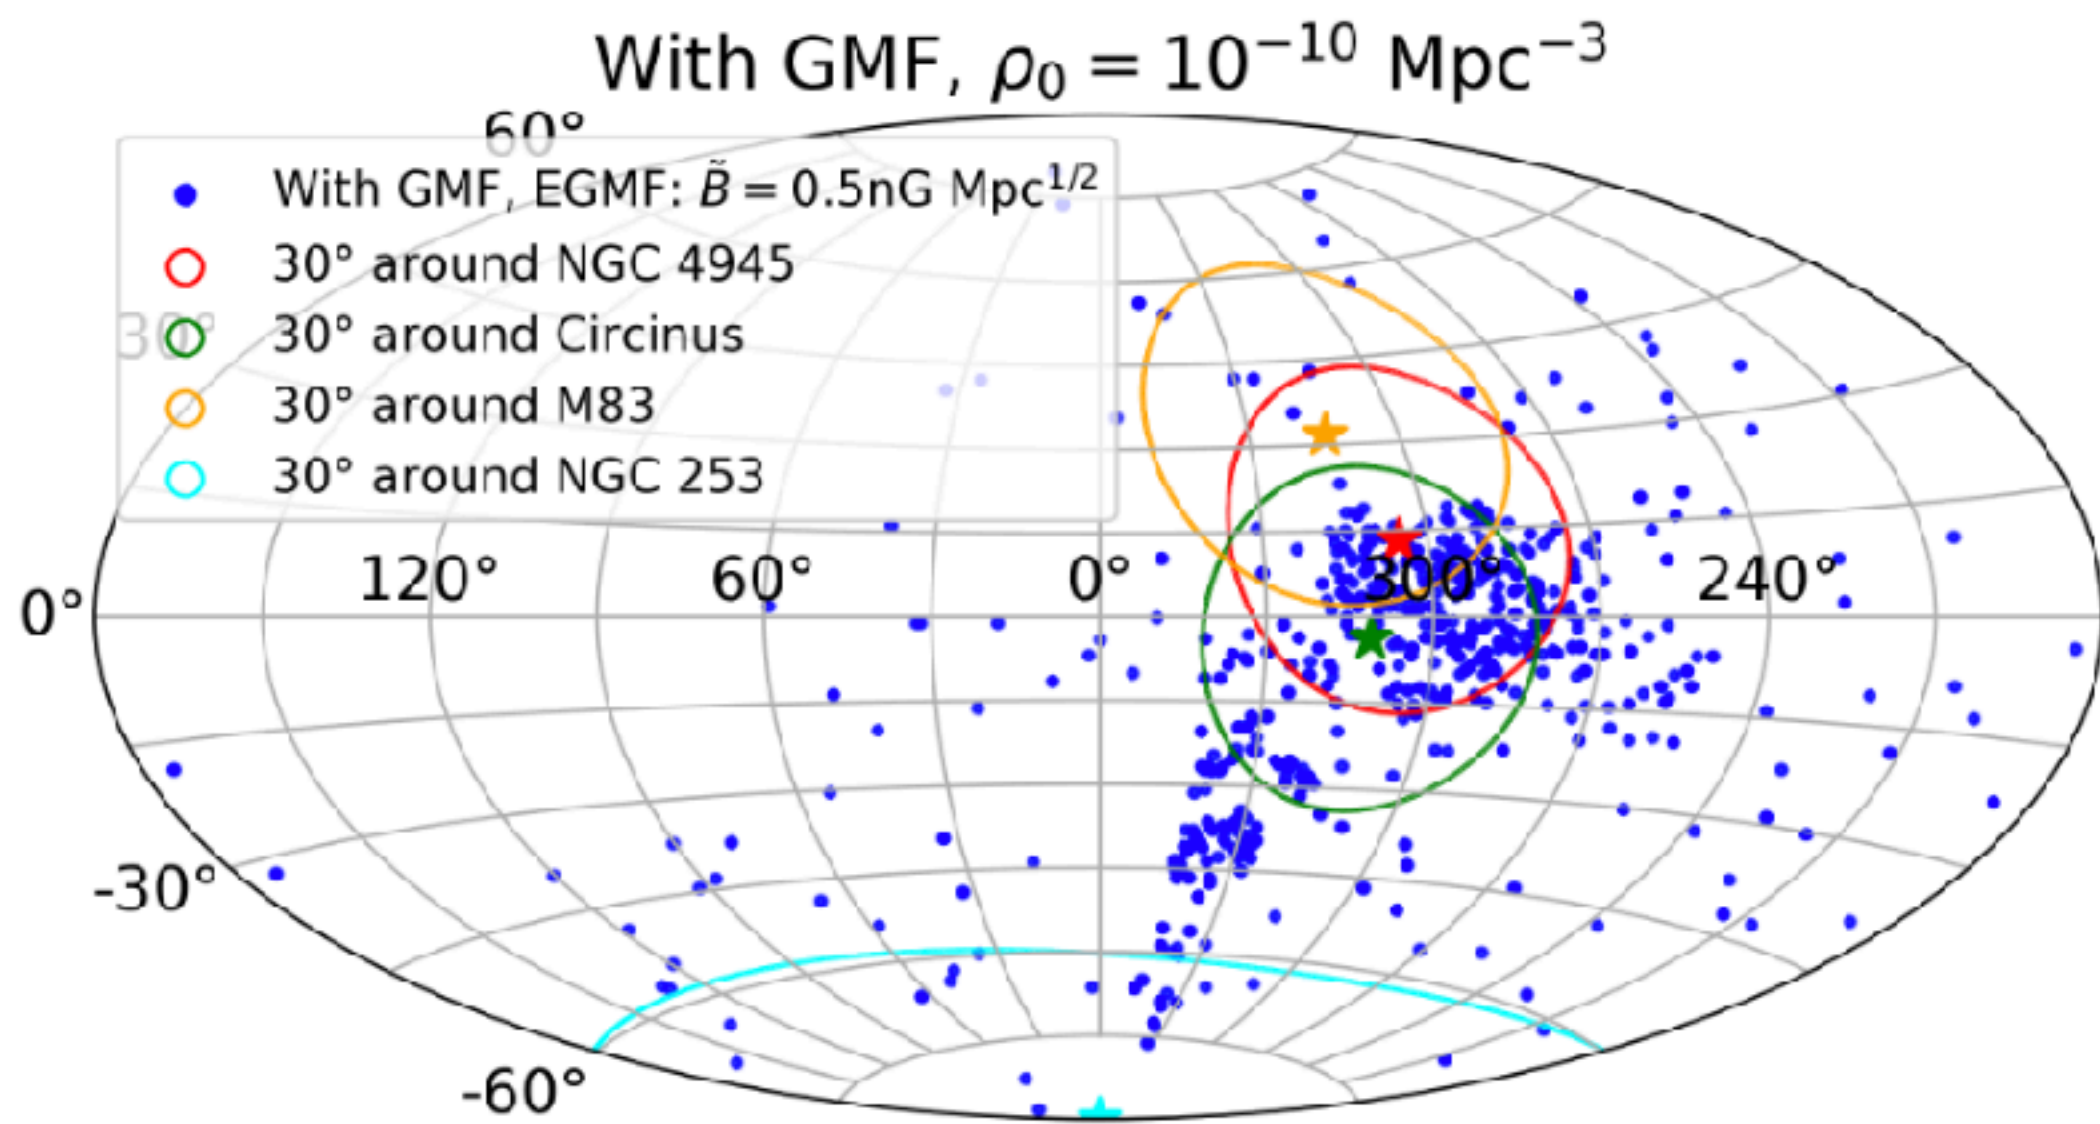 With GMF, ρ₀ = 10⁻¹⁰ Mpc⁻³
60°
With GMF, EGMF: B̃ = 0.5nG Mpc¹/²
30° around NGC 4945
30°
30° around Circinus
30° around M83
30° around NGC 253
0° 120° 60° 0° 300° 240°
-30°
-60°